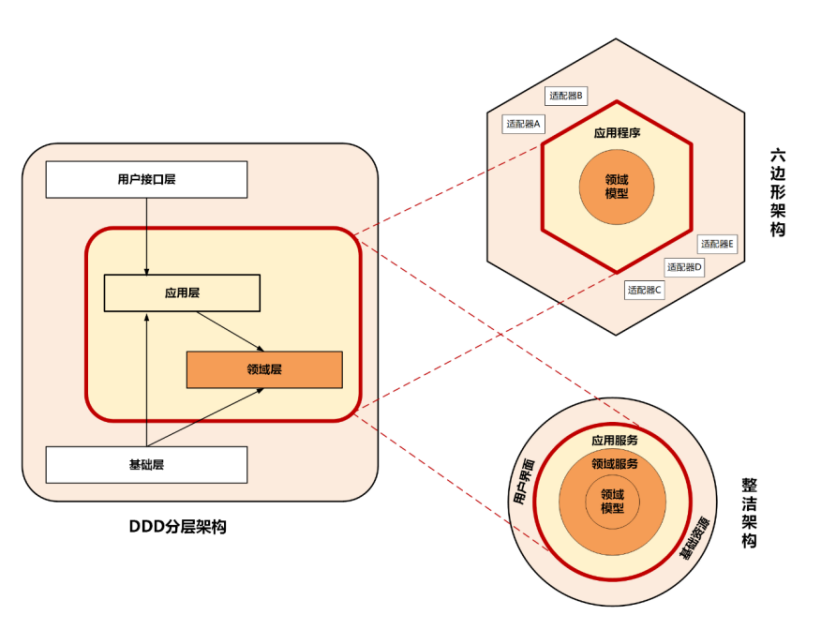 用户接口层
应用层
领域层
基础层
DDD分层架构
适配器B
适配器A
应用程序
领域
模型
适配器E
适配器D
适配器C
六边形架构
应用服务
领域服务
领域
模型
用户界面
基础资源
整洁架构